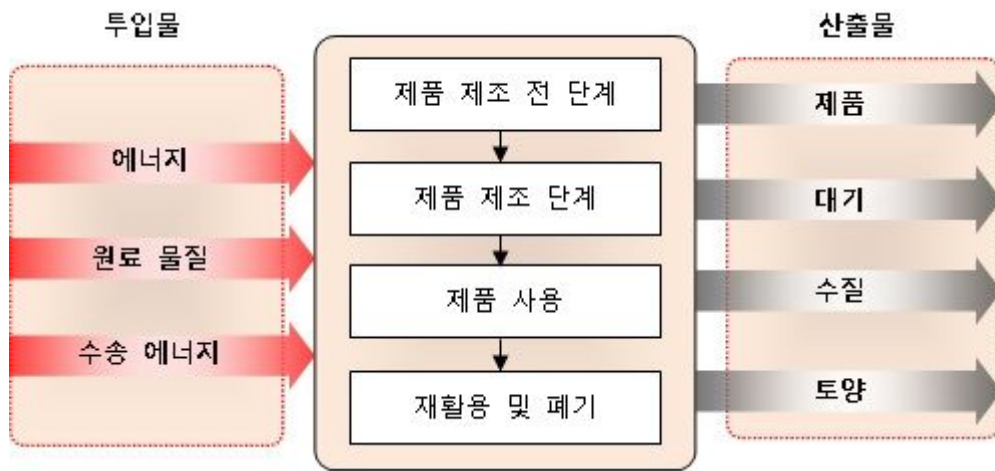 투입물
에너지
원료 물질
수송 에너지
제품 제조 전 단계
제품 제조 단계
제품 사용
재활용 및 폐기
산출물
제품
대기
수질
토양